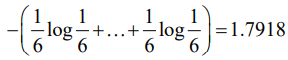 −(1/6 log 1/6 + ... + 1/6 log 1/6) = 1.7918